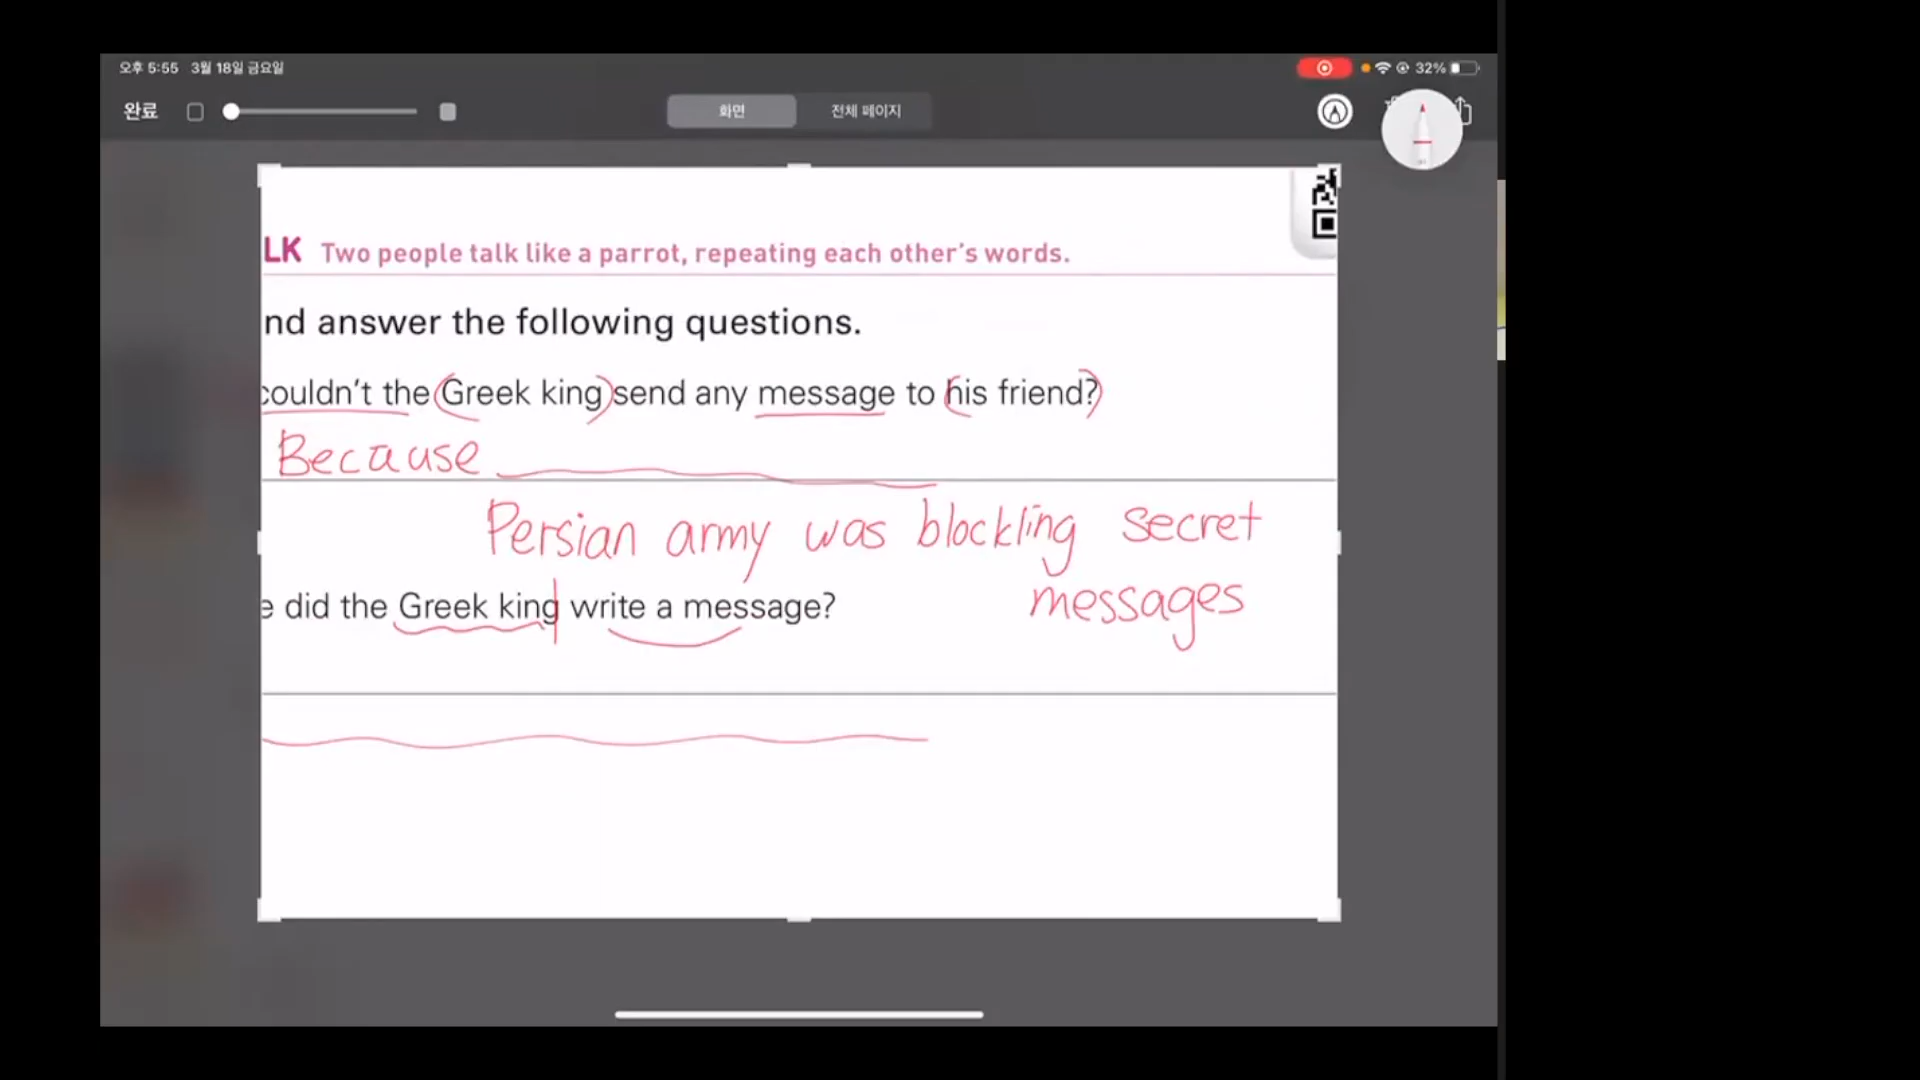 오후 5:55 3월 18일 금요일
32%
완료
화면
전체 페이지
LK Two people talk like a parrot, repeating each other's words.
nd answer the following questions.
couldn't the Greek king send any message to his friend?
Because
Persian army was blockling secret
messages
e did the Greek king write a message?